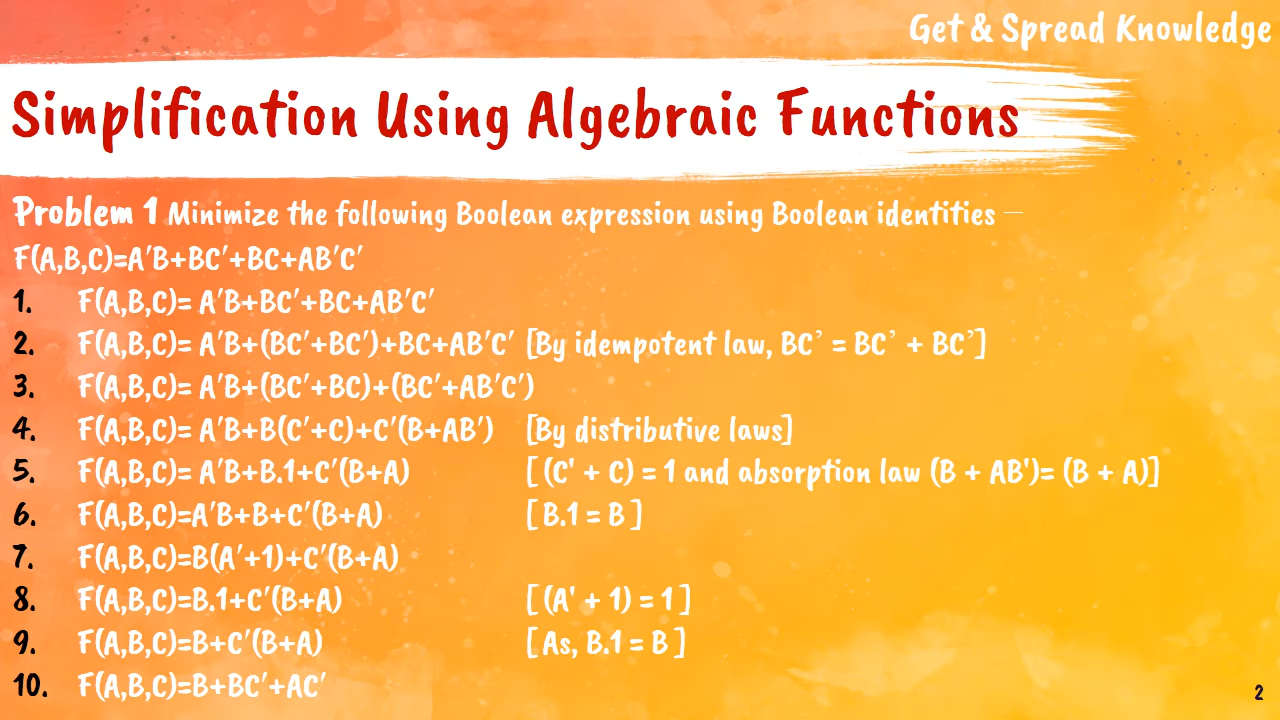 Get & Spread Knowledge
Simplification Using Algebraic Functions
Problem 1 Minimize the following Boolean expression using Boolean identities −
F(A,B,C)=A′B+BC′+BC+AB′C′
1. F(A,B,C)= A′B+BC′+BC+AB′C′
2. F(A,B,C)= A′B+(BC′+BC′)+BC+AB′C′ [By idempotent law, BC’ = BC’ + BC’]
3. F(A,B,C)= A′B+(BC′+BC)+(BC′+AB′C′)
4. F(A,B,C)= A′B+B(C′+C)+C′(B+AB′) [By distributive laws]
5. F(A,B,C)= A′B+B.1+C′(B+A) [ (C' + C) = 1 and absorption law (B + AB')= (B + A)]
6. F(A,B,C)=A′B+B+C′(B+A) [ B.1 = B ]
7. F(A,B,C)=B(A′+1)+C′(B+A)
8. F(A,B,C)=B.1+C′(B+A) [ (A' + 1) = 1 ]
9. F(A,B,C)=B+C′(B+A) [ As, B.1 = B ]
10. F(A,B,C)=B+BC′+AC′
2